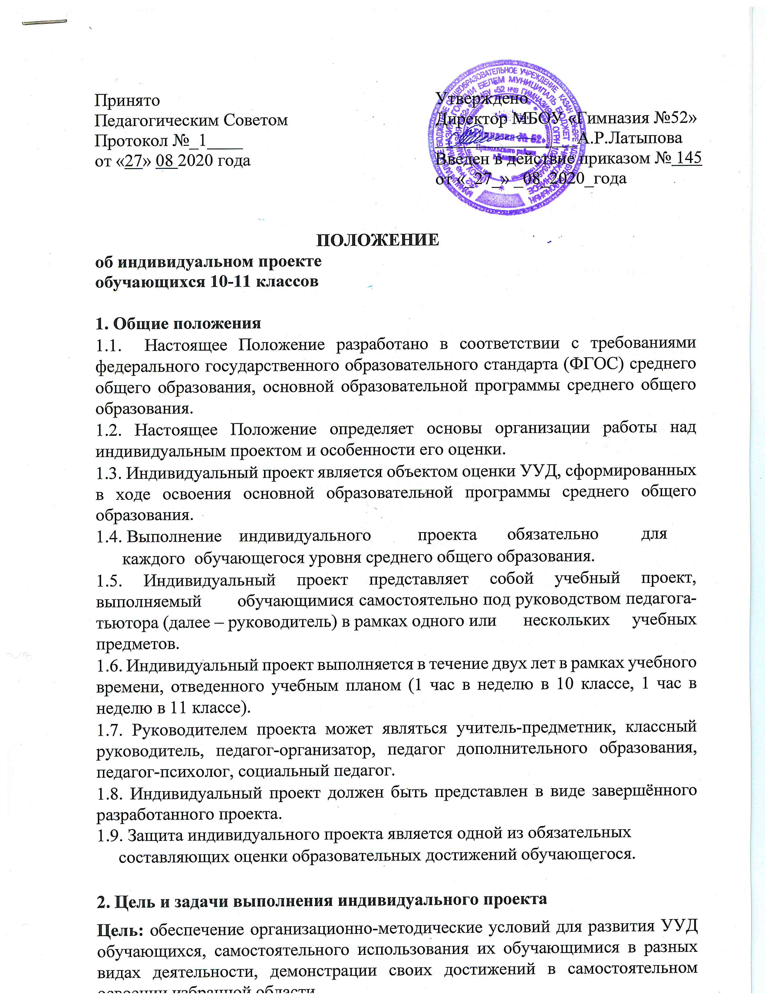 Принято
Педагогическим Советом
Протокол №_1____
от «27» 08 2020 года
Утверждено
Директор МБОУ «Гимназия №52»
А.Р.Латыпова
Введен в действие приказом № 145
от «_27_» _08_2020_года
«Гимназия № 52»
Приволжского района
г.Казани
ПОЛОЖЕНИЕ
об индивидуальном проекте
обучающихся 10-11 классов
1. Общие положения
1.1. Настоящее Положение разработано в соответствии с требованиями
федерального государственного образовательного стандарта (ФГОС) среднего
общего образования, основной образовательной программы среднего общего
образования.
1.2. Настоящее Положение определяет основы организации работы над
индивидуальным проектом и особенности его оценки.
1.3. Индивидуальный проект является объектом оценки УУД, сформированных
в ходе освоения основной образовательной программы среднего общего
образования.
1.4. Выполнение индивидуального проекта обязательно для
каждого обучающегося уровня среднего общего образования.
1.5. Индивидуальный проект представляет собой учебный проект,
выполняемый обучающимися самостоятельно под руководством педагога-
тьютора (далее – руководитель) в рамках одного или нескольких учебных
предметов.
1.6. Индивидуальный проект выполняется в течение двух лет в рамках учебного
времени, отведенного учебным планом (1 час в неделю в 10 классе, 1 час в
неделю в 11 классе).
1.7. Руководителем проекта может являться учитель-предметник, классный
руководитель, педагог-организатор, педагог дополнительного образования,
педагог-психолог, социальный педагог.
1.8. Индивидуальный проект должен быть представлен в виде завершённого
разработанного проекта.
1.9. Защита индивидуального проекта является одной из обязательных
составляющих оценки образовательных достижений обучающегося.
2. Цель и задачи выполнения индивидуального проекта
Цель: обеспечение организационно-методические условий для развития УУД
обучающихся, самостоятельного использования их обучающимися в разных
видах деятельности, демонстрации своих достижений в самостоятельном
освоении избранной области